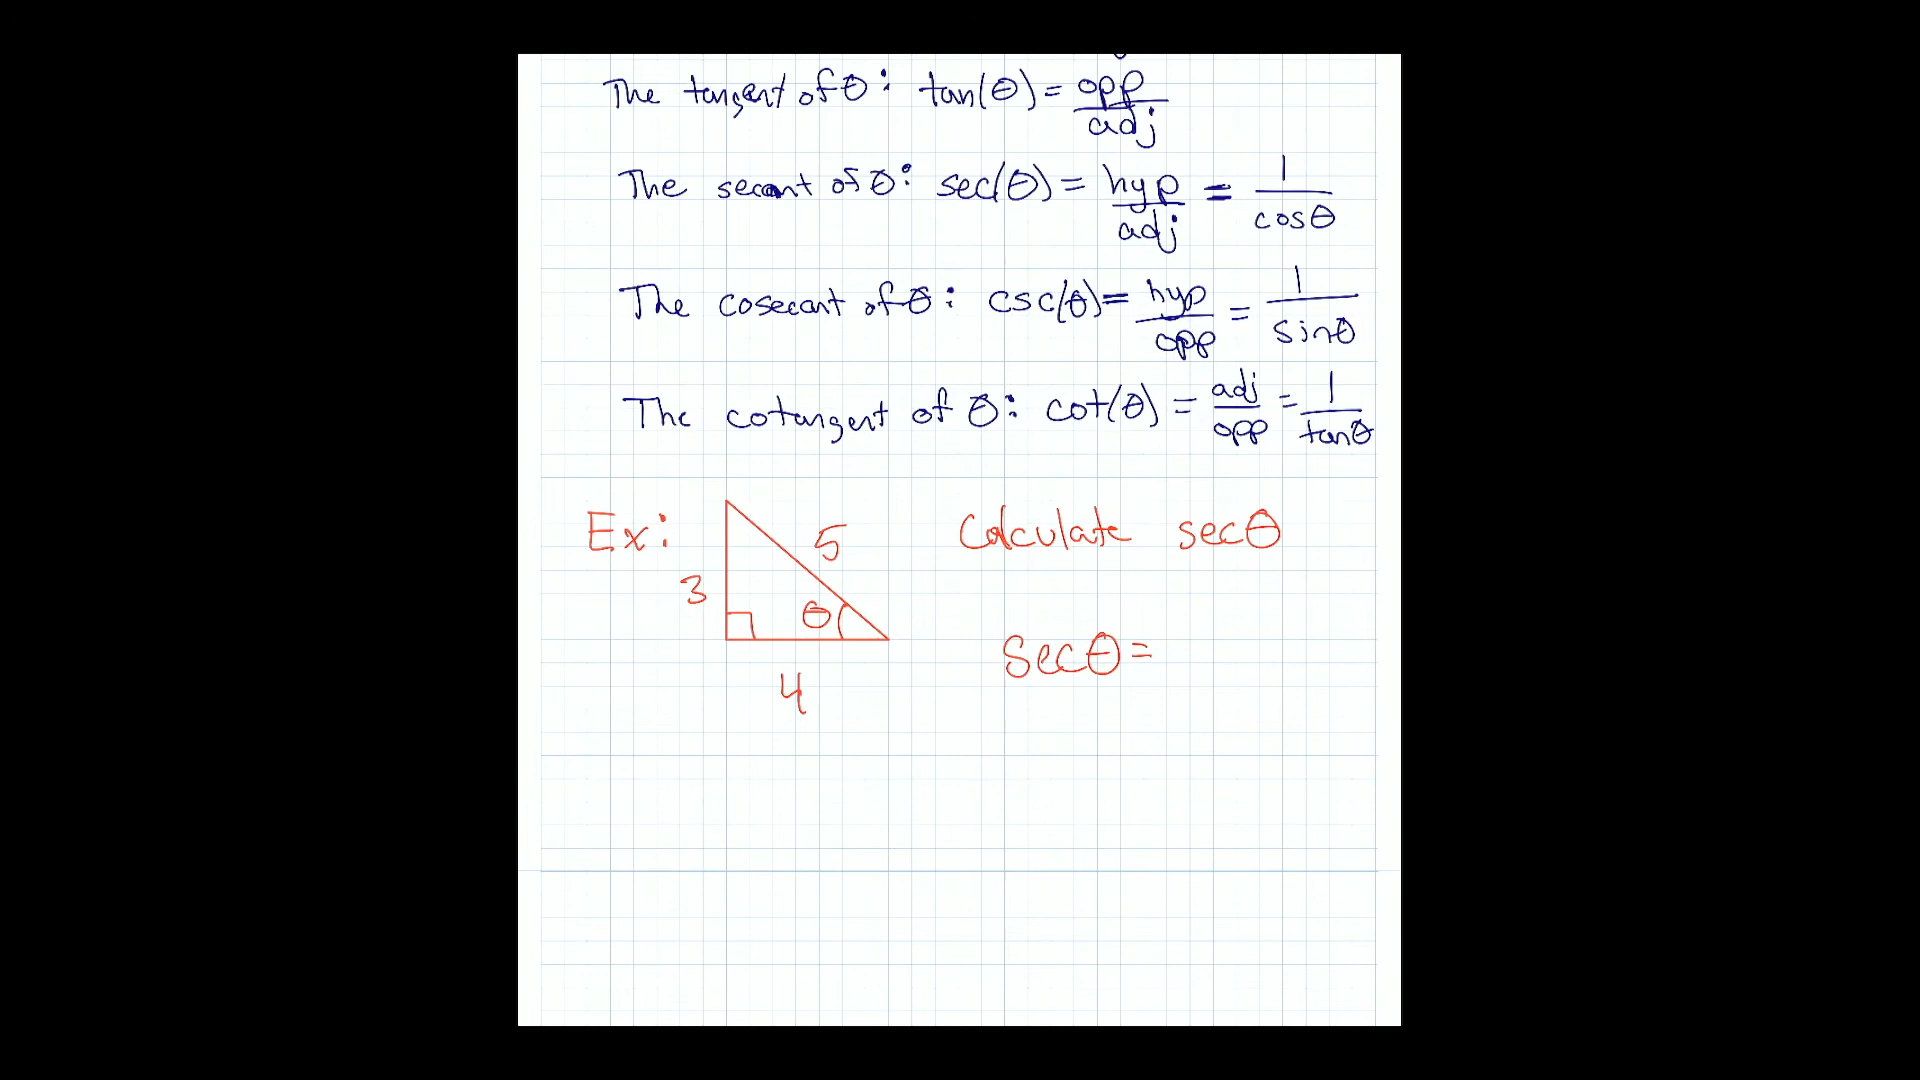 The tangent of θ: tan(θ) = opp/adj
The secant of θ: sec(θ) = hyp/adj = 1/cosθ
The cosecant of θ: csc(θ) = hyp/opp = 1/sinθ
The cotangent of θ: cot(θ) = adj/opp = 1/tanθ
Ex: 5 Calculate secθ
3 θ
secθ =
4